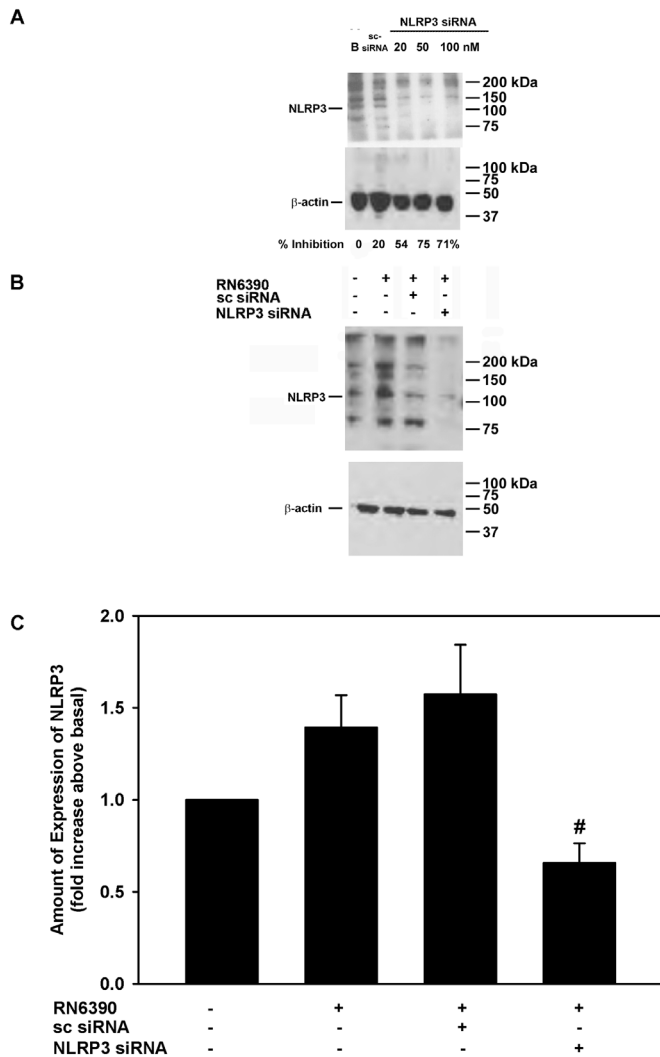 A
NLRP3 siRNA
sc-
B siRNA 20 50 100 nM
200 kDa
150
NLRP3 100
75
100 kDa
75
50
β-actin
37
% Inhibition 0 20 54 75 71%
B
RN6390 - + + +
sc siRNA - - + -
NLRP3 siRNA - - - +
200 kDa
150
NLRP3 100
75
100 kDa
75
β-actin 50
37
C
Amount of Expression of NLRP3
(fold increase above basal)
2.0
1.5
1.0
0.5
0.0
#
RN6390 - + + +
sc siRNA - - + -
NLRP3 siRNA - - - +